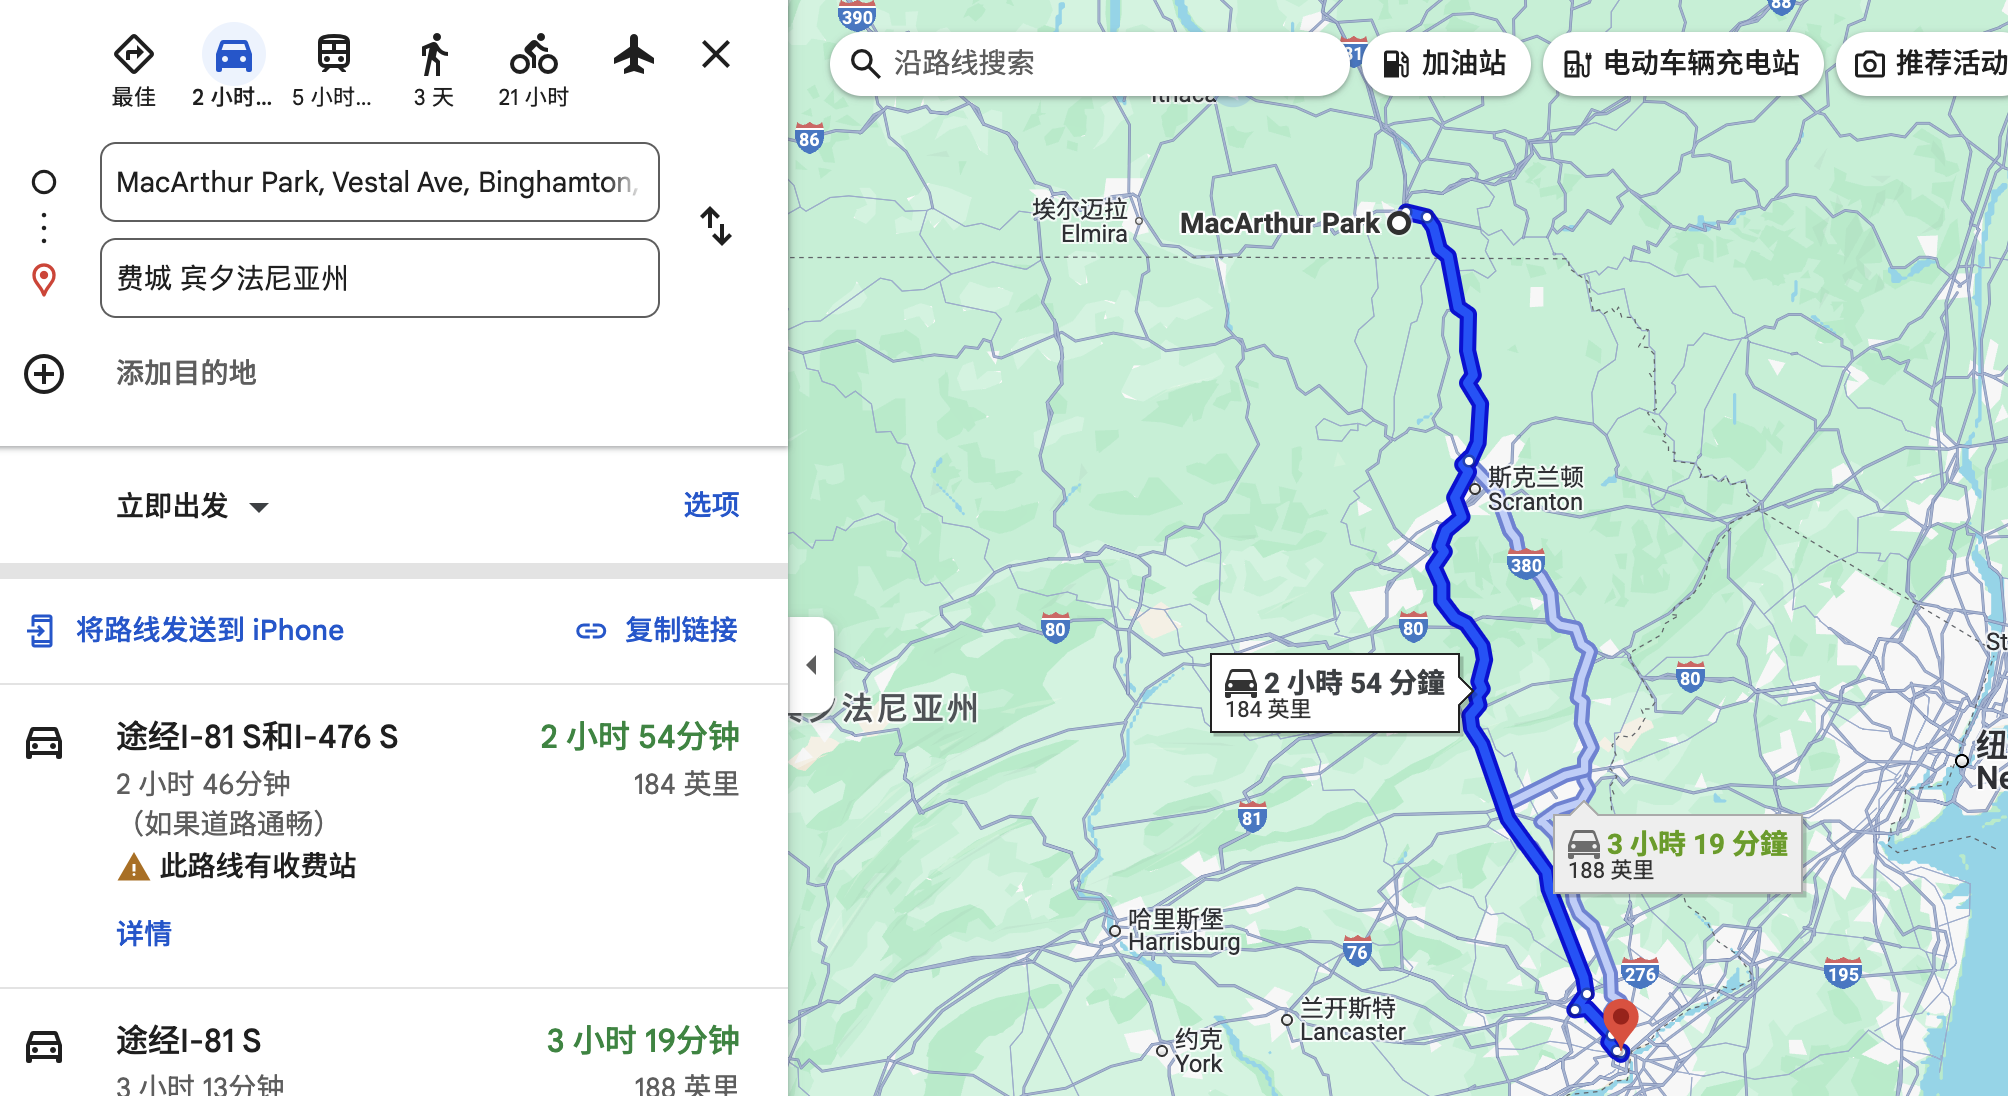 最佳
2 小时...
5 小时...
3 天
21 小时
MacArthur Park, Vestal Ave, Binghamton,
费城 宾夕法尼亚州
添加目的地
立即出发
选项
将路线发送到 iPhone
复制链接
途经I-81 S和I-476 S
2 小时 54分钟
2 小时 46分钟
184 英里
（如果道路通畅）
此路线有收费站
详情
途经I-81 S
3 小时 19分钟
3 小时 13分钟
188 英里
沿路线搜索
加油站
电动车辆充电站
推荐活动
390
81
88
Ithaca
86
埃尔迈拉
Elmira
MacArthur Park
斯克兰顿
Scranton
380
80
80
80
法尼亚州
2 小時 54 分鐘
184 英里
纽
Ne
81
3 小時 19 分鐘
188 英里
哈里斯堡
Harrisburg
76
276
195
兰开斯特
Lancaster
约克
York